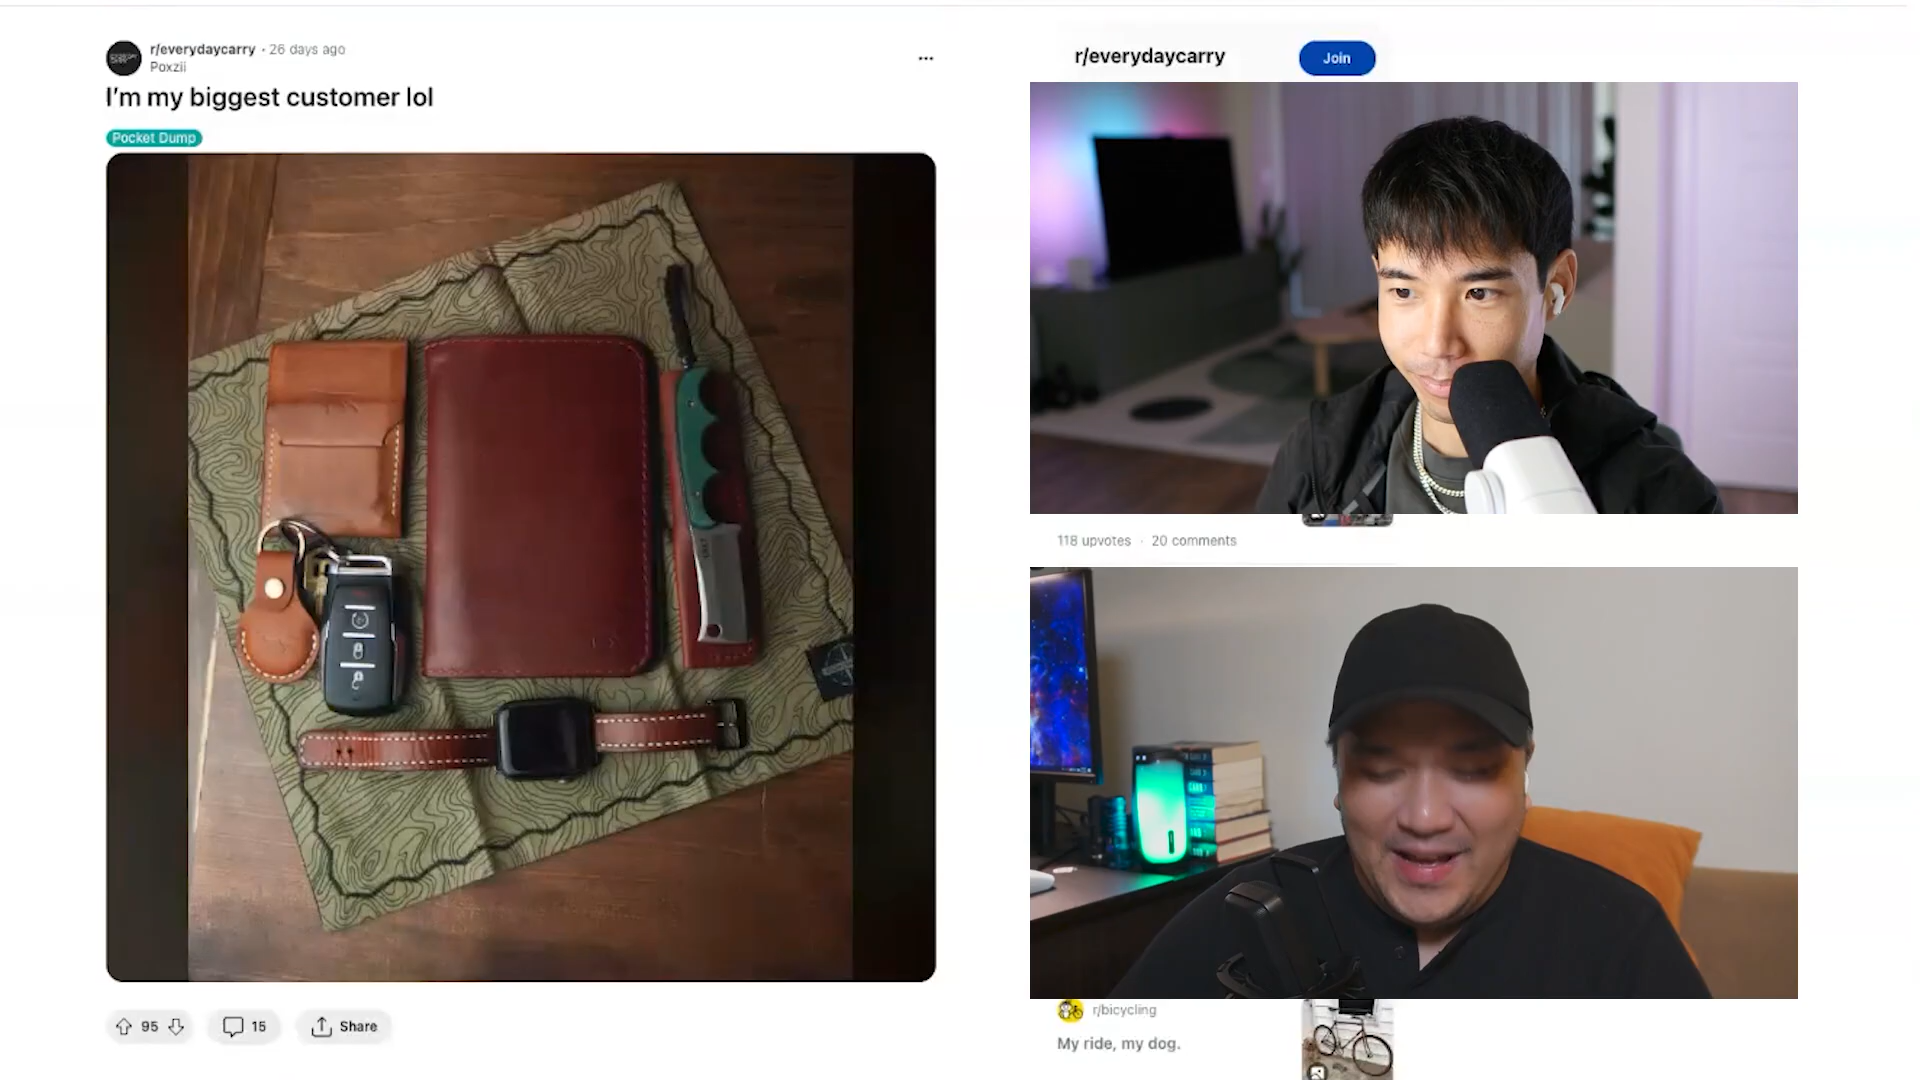 r/everydaycarry · 26 days ago
Poxzii
I'm my biggest customer lol
Pocket Dump
95
15
Share
r/everydaycarry
Join
118 upvotes · 20 comments
r/bicycling
My ride, my dog.